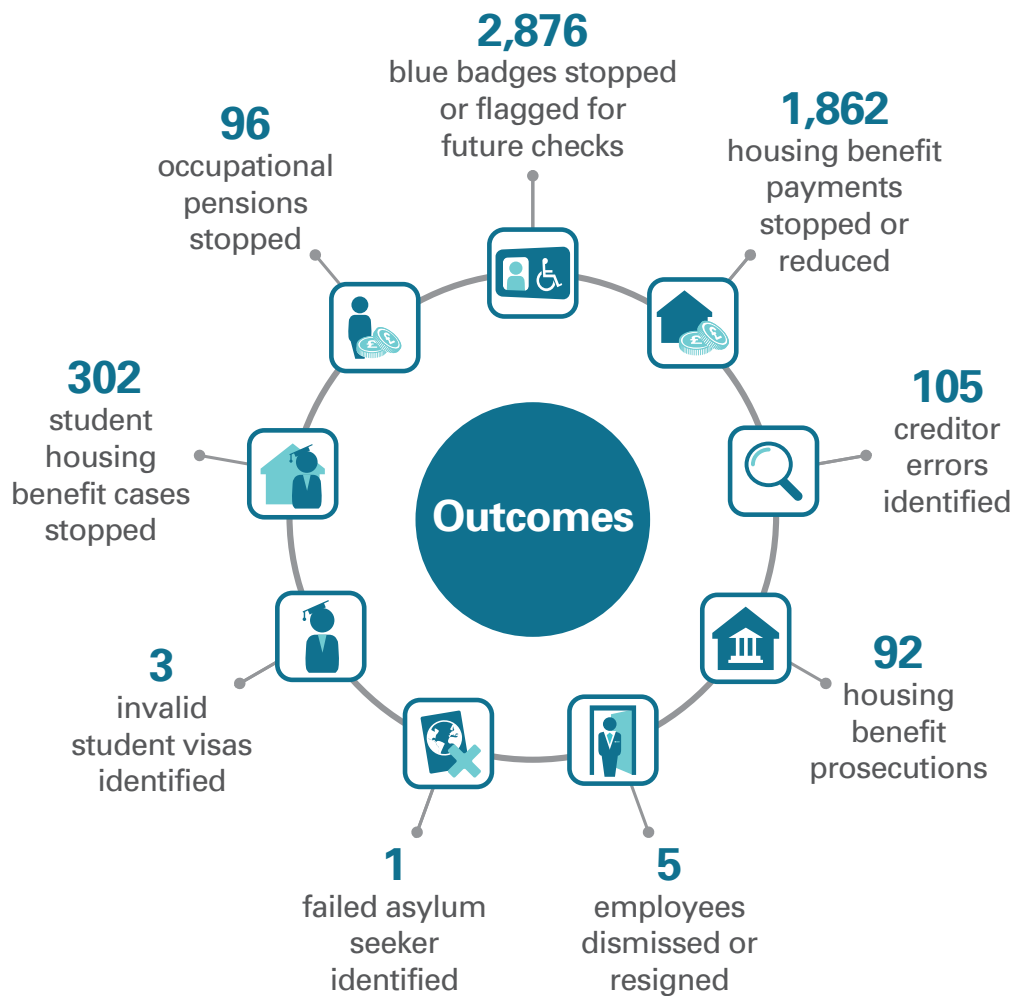 2,876
blue badges stopped
or flagged for
future checks
1,862
housing benefit
payments
stopped or
reduced
105
creditor
errors
identified
92
housing
benefit
prosecutions
5
employees
dismissed or
resigned
1
failed asylum
seeker
identified
3
invalid
student visas
identified
302
student
housing
benefit cases
stopped
96
occupational
pensions
stopped
Outcomes
£
£
£
£